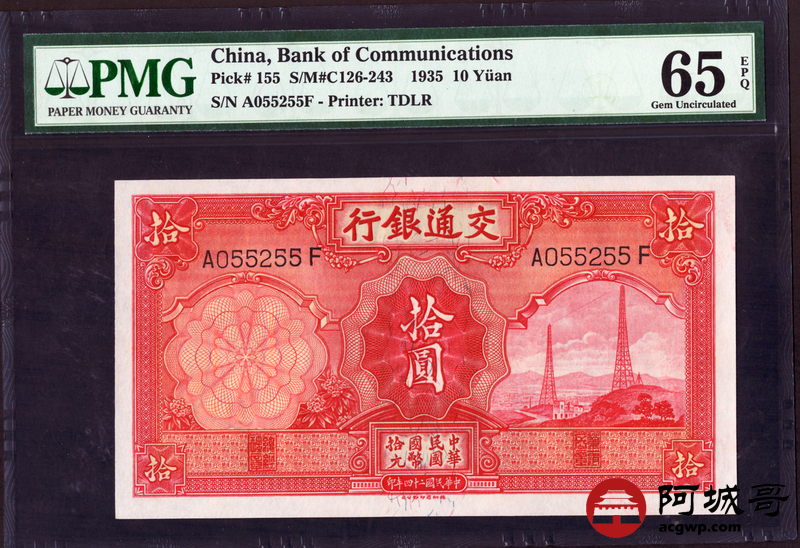 PMG
PAPER MONEY GUARANTY
China, Bank of Communications
Pick# 155 S/M#C126-243 1935 10 Yüan
S/N A055255F - Printer: TDLR
65
EPQ
Gem Uncirculated
拾
行銀通交
拾
A055255 F
A055255 F
拾圓
中華
民國
國幣
拾
拾
拾
印年四十二國民華中
阿城哥
acgwp.com